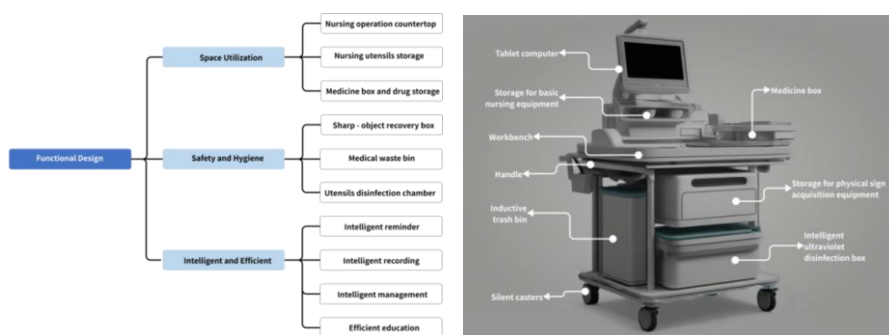 Functional Design
Space Utilization
Nursing operation countertop
Nursing utensils storage
Medicine box and drug storage
Safety and Hygiene
Sharp - object recovery box
Medical waste bin
Utensils disinfection chamber
Intelligent and Efficient
Intelligent reminder
Intelligent recording
Intelligent management
Efficient education
Tablet computer
Storage for basic
nursing equipment
Workbench
Handle
Inductive
trash bin
Silent casters
Medicine box
Storage for physical sign
acquisition equipment
Intelligent
ultraviolet
disinfection box